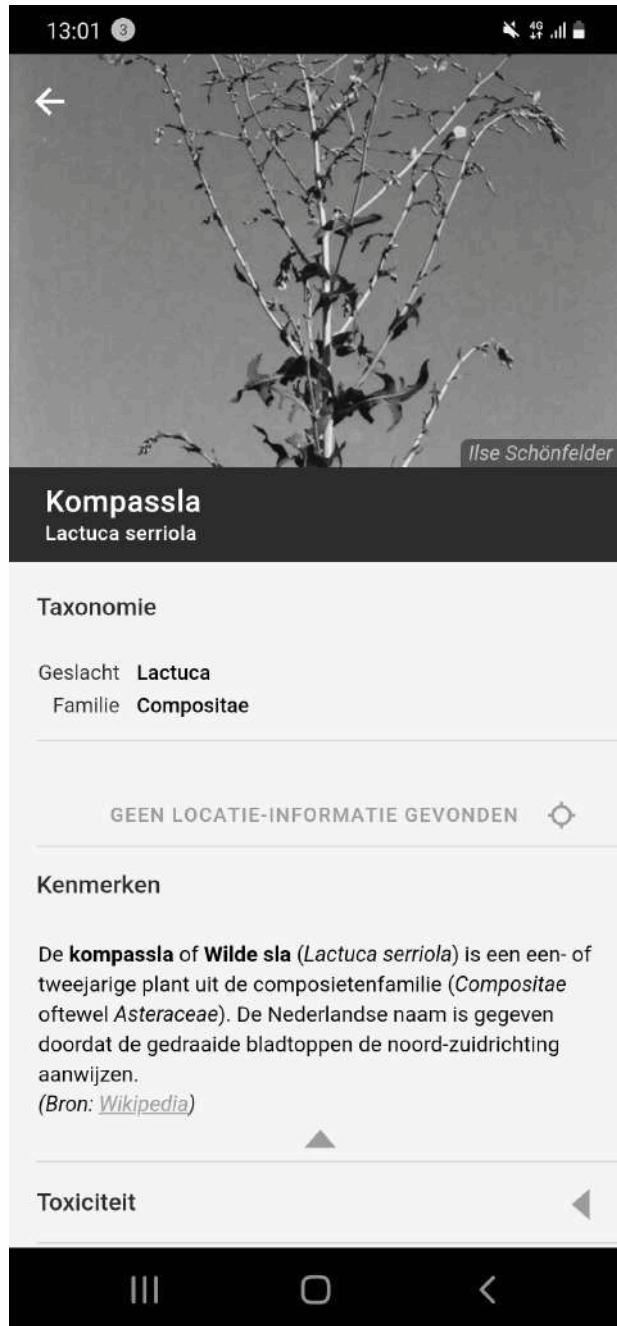 13:01 3
4G
Ilse Schönfelder
Kompassla
Lactuca serriola
Taxonomie
Geslacht Lactuca
Familie Compositae
GEEN LOCATIE-INFORMATIE GEVONDEN
Kenmerken
De kompassla of Wilde sla (Lactuca serriola) is een een- of
tweejarige plant uit de composietenfamilie (Compositae
oftewel Asteraceae). De Nederlandse naam is gegeven
doordat de gedraaide bladtoppen de noord-zuidrichting
aanwijzen.
(Bron: Wikipedia)
Toxiciteit